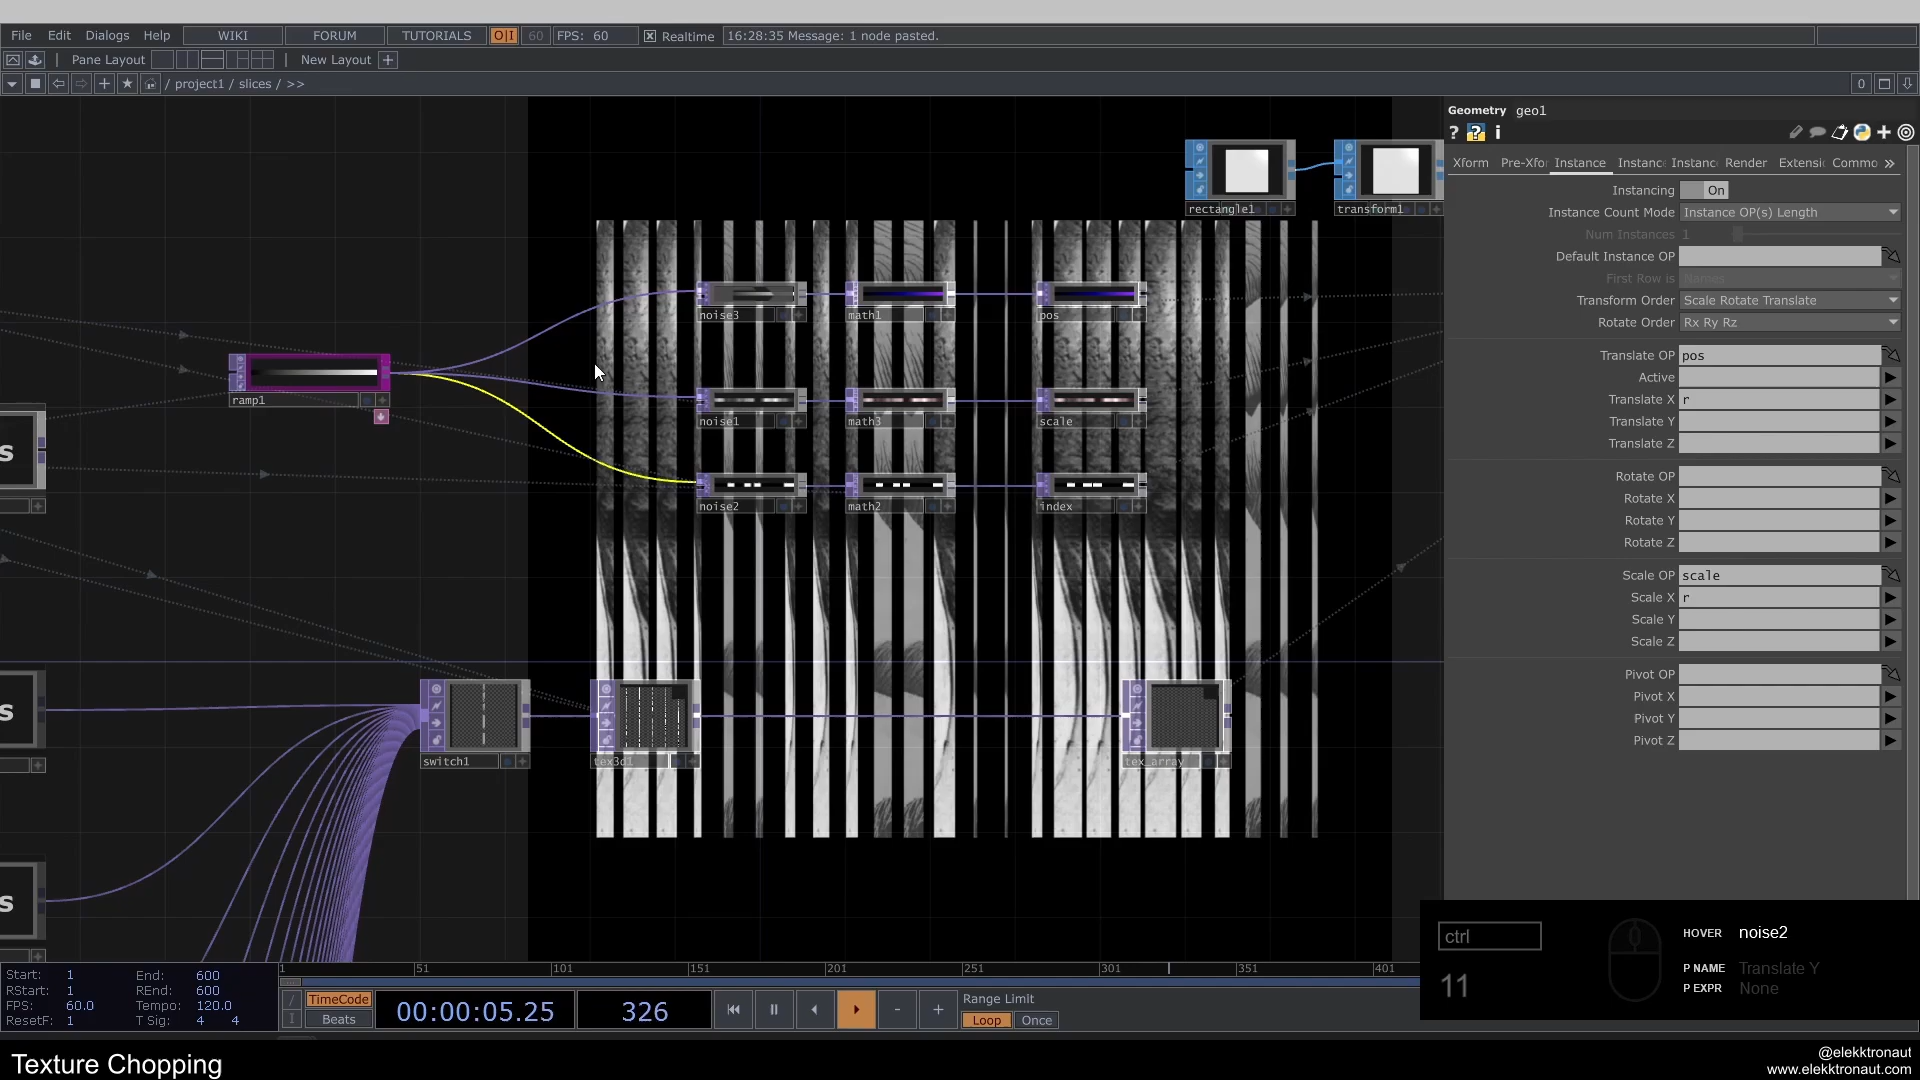 File Edit Dialogs Help WIKI FORUM TUTORIALS O|I 60 FPS: 60 Realtime 16:28:35 Message: 1 node pasted.
Pane Layout New Layout
/ project1 / slices / >> 0
Geometry geo1
? ? i
Xform Pre-Xfo Instance Instanc Instanc Render Extensi Commo »
Instancing On
Instance Count Mode Instance OP(s) Length
Num Instances 1
Default Instance OP
First Row is Names
Transform Order Scale Rotate Translate
Rotate Order Rx Ry Rz
Translate OP pos
Active
Translate X r
Translate Y
Translate Z
Rotate OP
Rotate X
Rotate Y
Rotate Z
Scale OP scale
Scale X r
Scale Y
Scale Z
Pivot OP
Pivot X
Pivot Y
Pivot Z
rectangle1 transform1
noise3 math1 pos
ramp1
noise1 math3 scale
s
noise2 math2 index
s
switch1 tex3d1 tex_array
s
ctrl
11
HOVER noise2
P NAME Translate Y
P EXPR None
Start: 1 End: 600
RStart: 1 REnd: 600
FPS: 60.0 Tempo: 120.0
ResetF: 1 T Sig: 4 4
1 51 101 151 201 251 301 351 401
TimeCode
Beats
00:00:05.25 326
Range Limit
Loop Once
Texture Chopping
@elekktronaut
www.elekktronaut.com